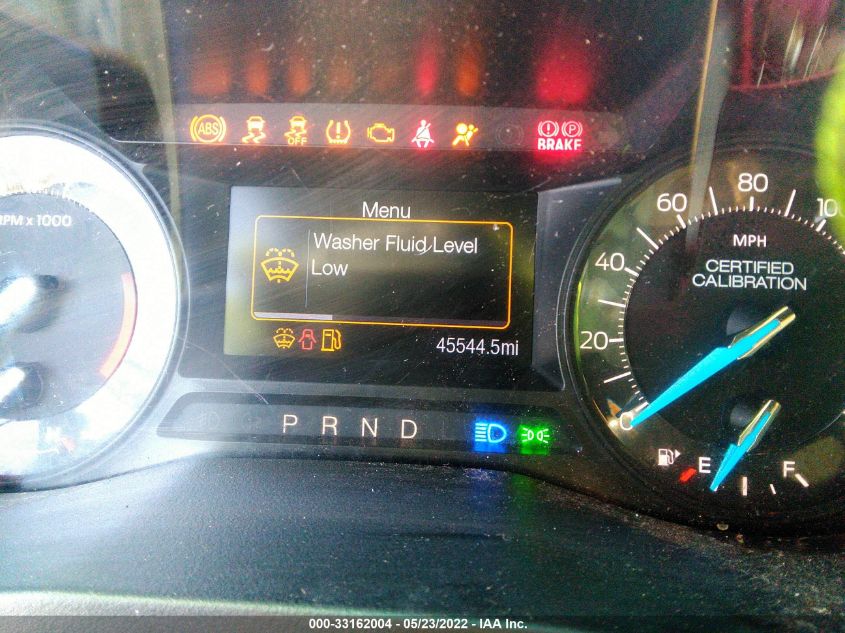 ABS
OFF
BRAKE
P
RPM x 1000
Menu
Washer Fluid Level
Low
45544.5mi
P R N D
0
20
40
60
80
MPH
CERTIFIED
CALIBRATION
E
F
000-33162004 - 05/23/2022 - IAA Inc.